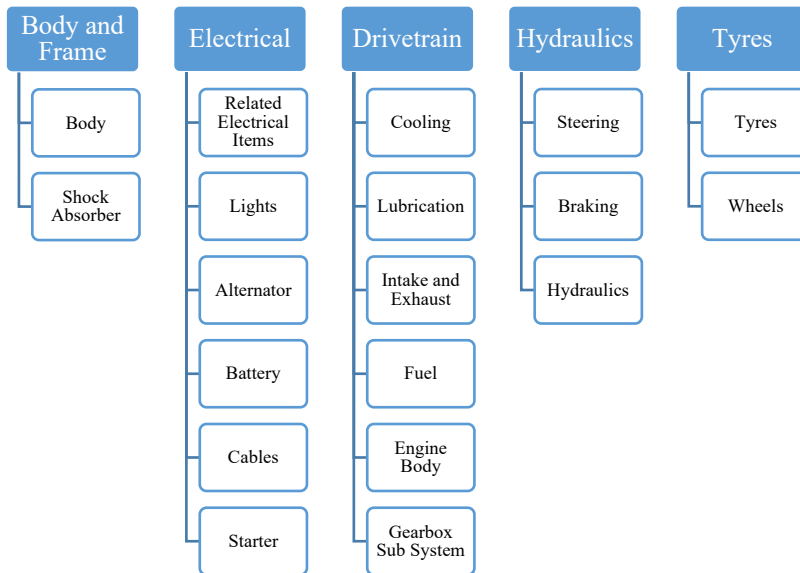 Body and
Frame
Body
Shock
Absorber
Electrical
Related
Electrical
Items
Lights
Alternator
Battery
Cables
Starter
Drivetrain
Cooling
Lubrication
Intake and
Exhaust
Fuel
Engine
Body
Gearbox
Sub System
Hydraulics
Steering
Braking
Hydraulics
Tyres
Tyres
Wheels